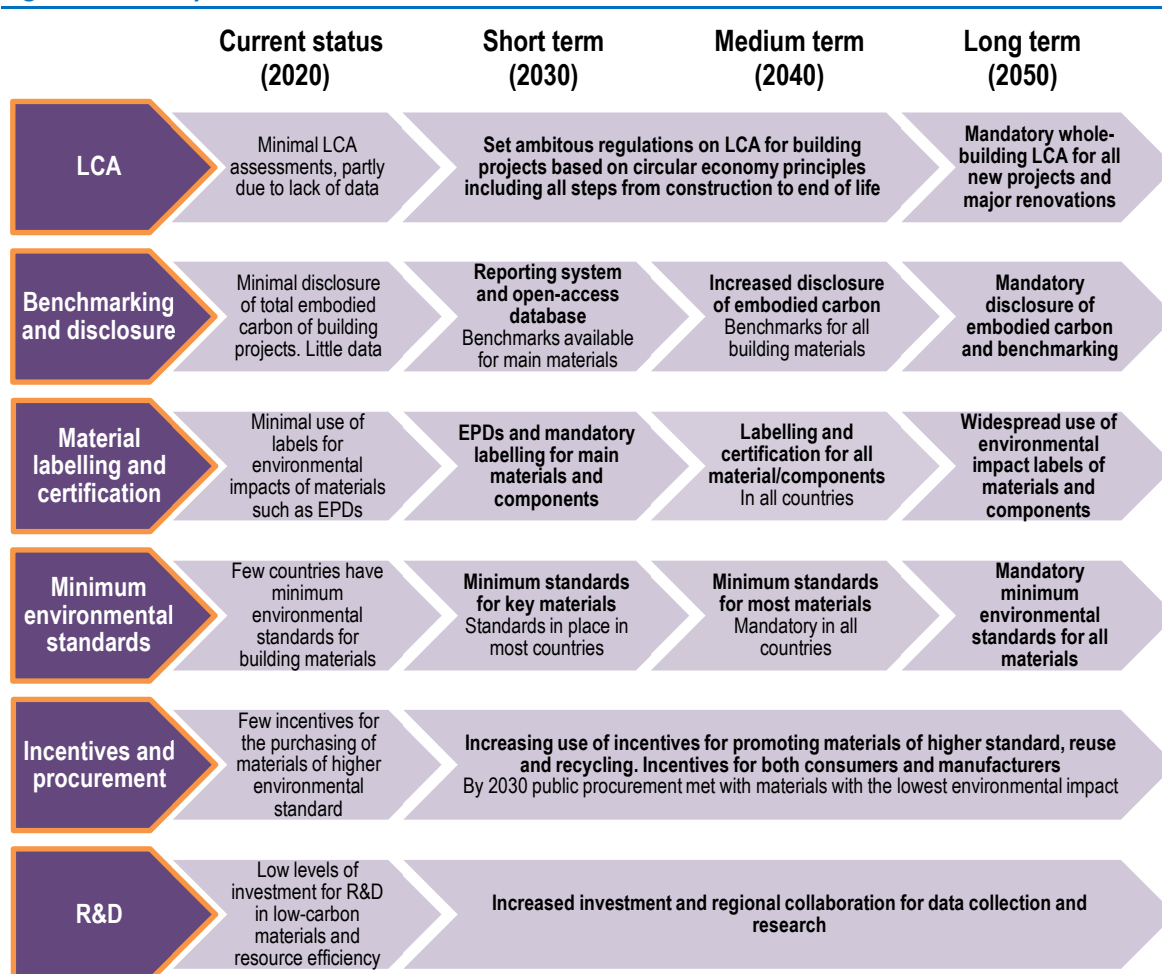 Current status
(2020)
Short term
(2030)
Medium term
(2040)
Long term
(2050)
LCA
Minimal LCA
assessments, partly
due to lack of data
Set ambitous regulations on LCA for building
projects based on circular economy principles
including all steps from construction to end of life
Mandatory whole-
building LCA for all
new projects and
major renovations
Benchmarking
and disclosure
Minimal disclosure
of total embodied
carbon of building
projects. Little data
Reporting system
and open-access
database
Benchmarks available
for main materials
Increased disclosure
of embodied carbon
Benchmarks for all
building materials
Mandatory
disclosure of
embodied carbon
and benchmarking
Material
labelling and
certification
Minimal use of
labels for
environmental
impacts of materials
such as EPDs
EPDs and mandatory
labelling for main
materials and
components
Labelling and
certification for all
material/components
In all countries
Widespread use of
environmental
impact labels of
materials and
components
Minimum
environmental
standards
Few countries have
minimum
environmental
standards for
building materials
Minimum standards
for key materials
Standards in place in
most countries
Minimum standards
for most materials
Mandatory in all
countries
Mandatory
minimum
environmental
standards for all
materials
Incentives and
procurement
Few incentives for
the purchasing of
materials of higher
environmental
standard
Increasing use of incentives for promoting materials of higher standard, reuse
and recycling. Incentives for both consumers and manufacturers
By 2030 public procurement met with materials with the lowest environmental impact
R&D
Low levels of
investment for R&D
in low-carbon
materials and
resource efficiency
Increased investment and regional collaboration for data collection and
research